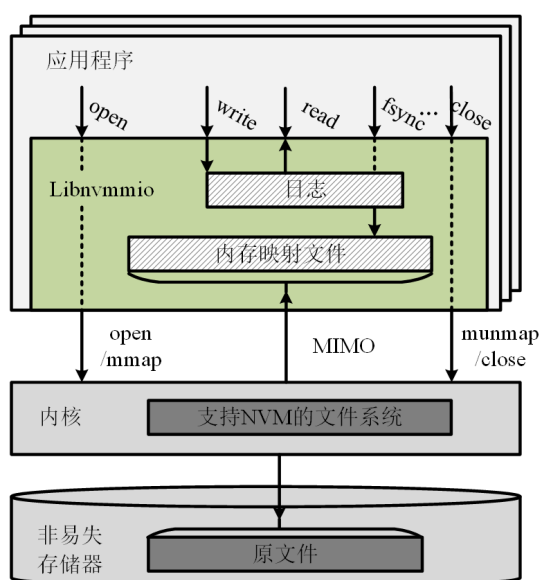 应用程序
open
write
read
fsync
...
close
Libnvmmio
日志
内存映射文件
open
/mmap
MIMO
munmap
/close
内核
支持NVM的文件系统
非易失
存储器
原文件